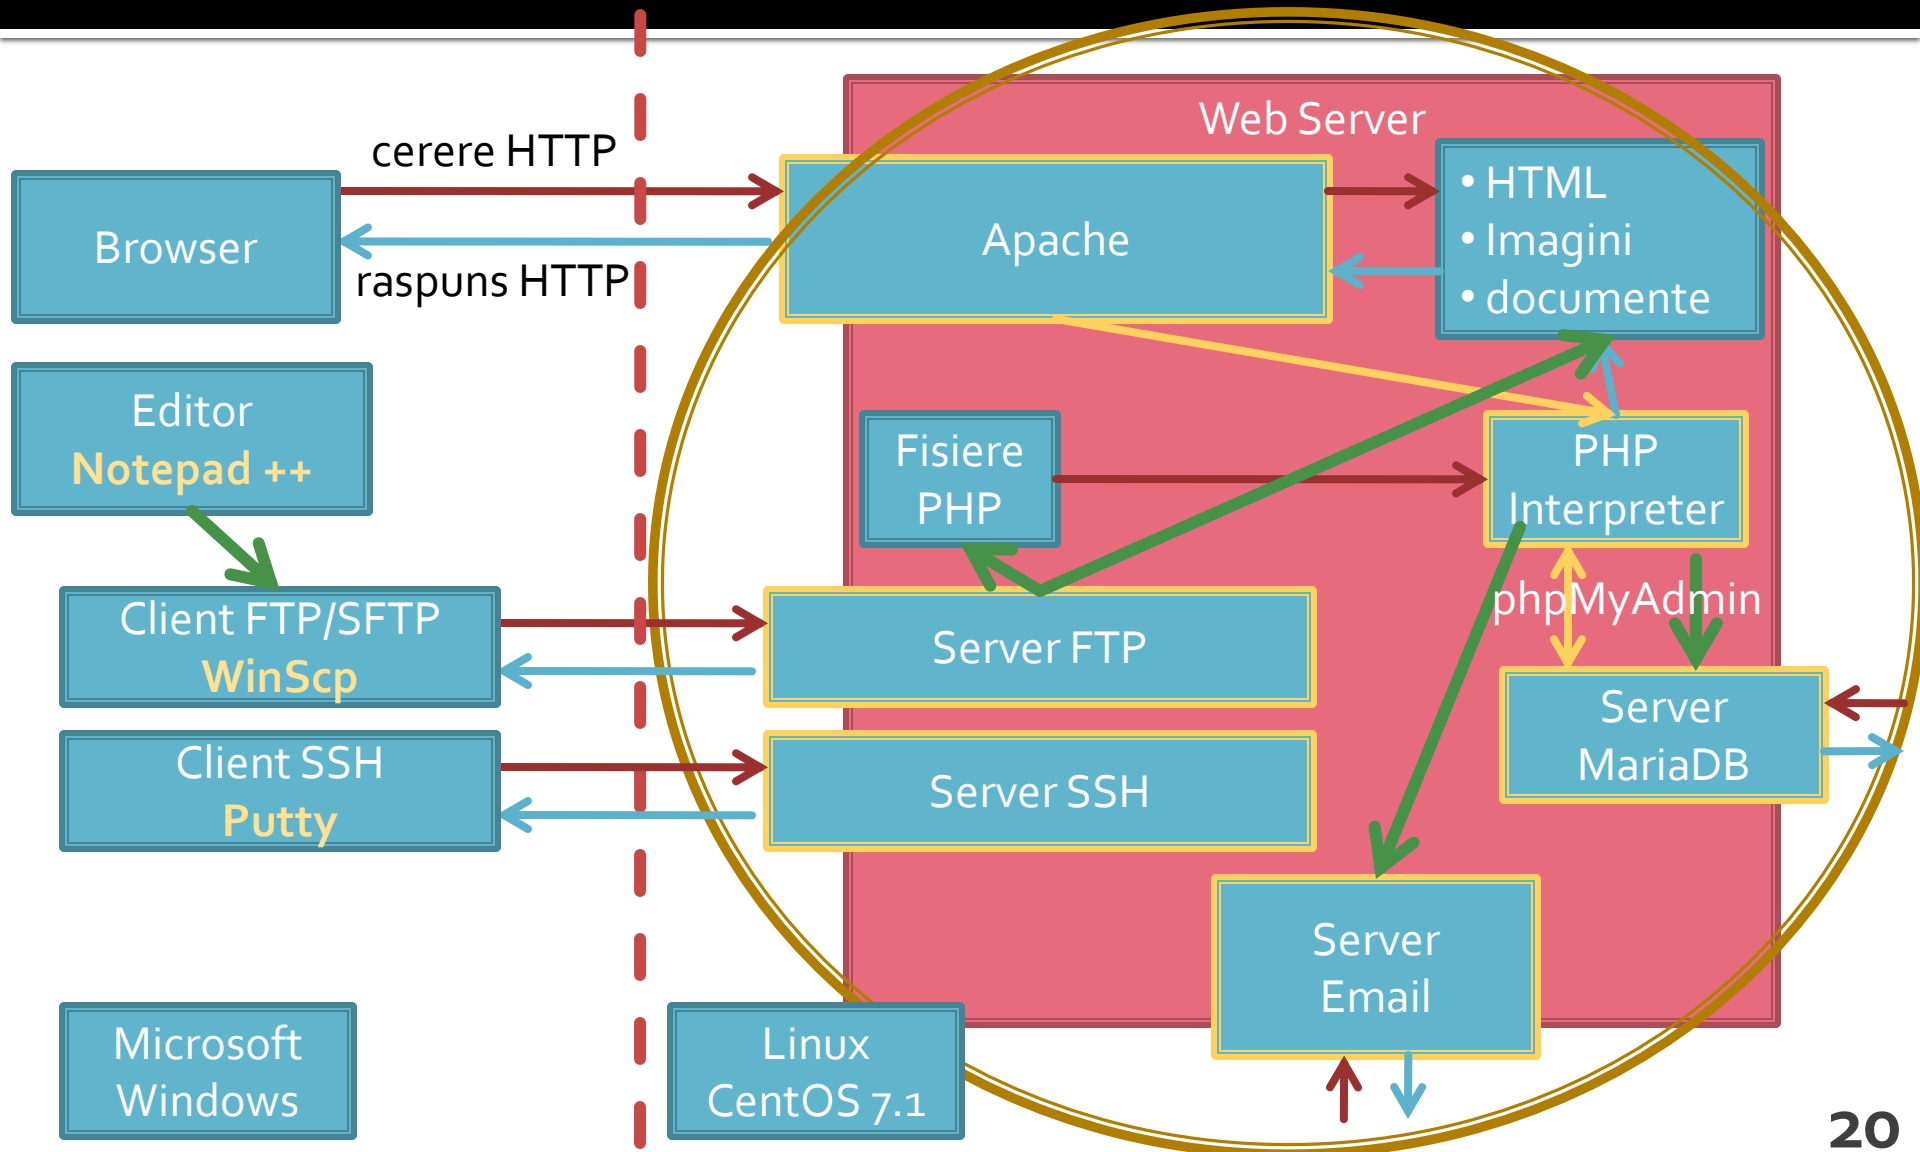 Web Server
cerere HTTP
raspuns HTTP
Browser
Apache
• HTML
• Imagini
• documente
Editor
Notepad ++
Fisiere
PHP
PHP
Interpreter
phpMyAdmin
Client FTP/SFTP
WinScp
Server FTP
Server
MariaDB
Client SSH
Putty
Server SSH
Server
Email
Microsoft
Windows
Linux
CentOS 7.1
20